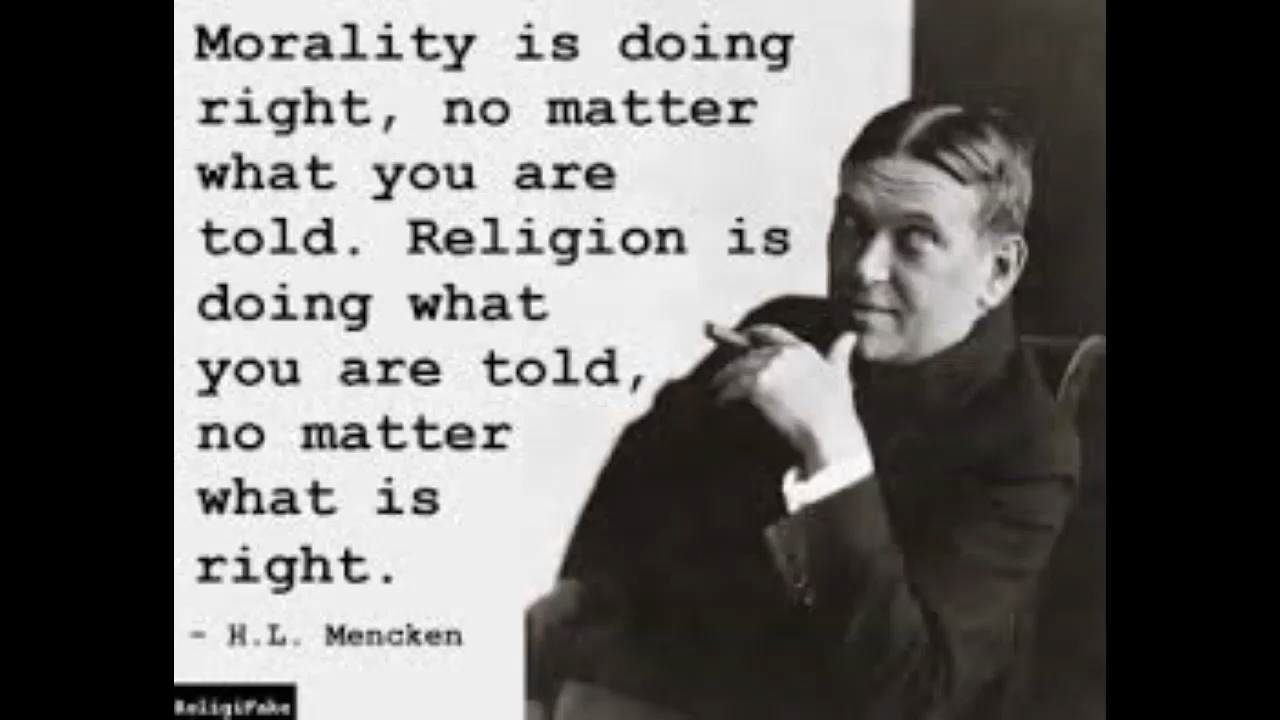 Morality is doing
right, no matter
what you are
told. Religion is
doing what
you are told,
no matter
what is
right.
- H.L. Mencken
ReligiFake